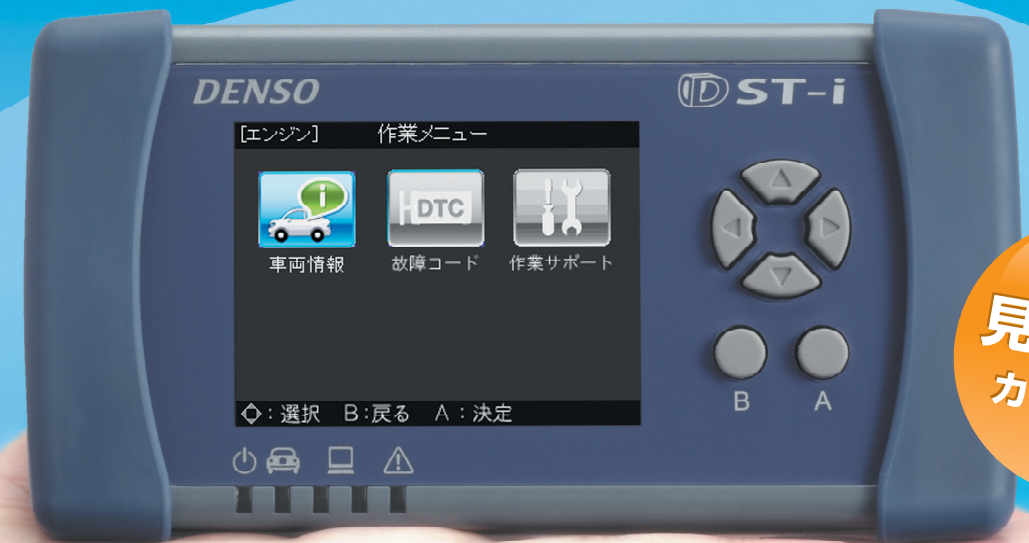 DENSO
DST-i
[エンジン] 作業メニュー
i
DTC
車両情報 故障コード 作業サポート
:選択 B:戻る A:決定
B A
見
カ